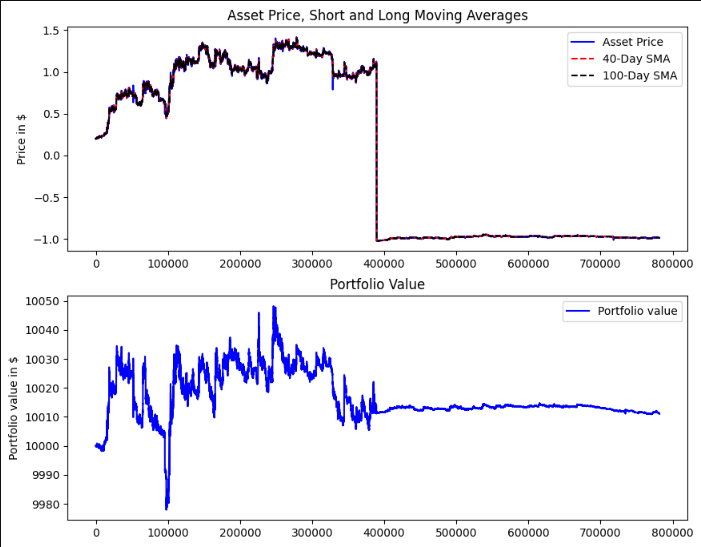 Asset Price, Short and Long Moving Averages
1.5
1.0
0.5
0.0
−0.5
−1.0
Price in $
Asset Price
40-Day SMA
100-Day SMA
0 100000 200000 300000 400000 500000 600000 700000 800000
Portfolio Value
10050
10040
10030
10020
10010
10000
9990
9980
Portfolio value in $
Portfolio value
0 100000 200000 300000 400000 500000 600000 700000 800000